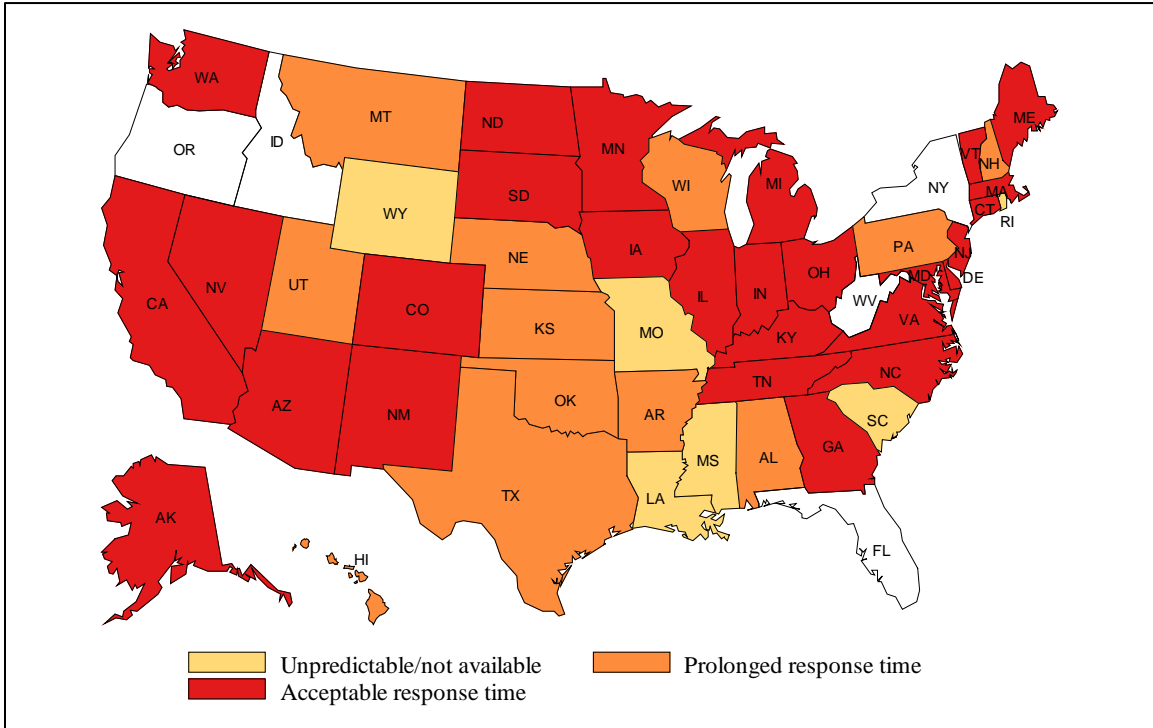 WA
ME
MT
ND
MN
OR
ID
VT
NH
WI
MI
NY
MA
SD
CT
WY
RI
IA
PA
NE
NJ
OH
MD
DE
UT
NV
IL
IN
CA
CO
WV
VA
KS
MO
KY
NC
TN
AZ
NM
OK
AR
SC
GA
MS
AL
TX
LA
AK
FL
HI
Unpredictable/not available
Prolonged response time
Acceptable response time